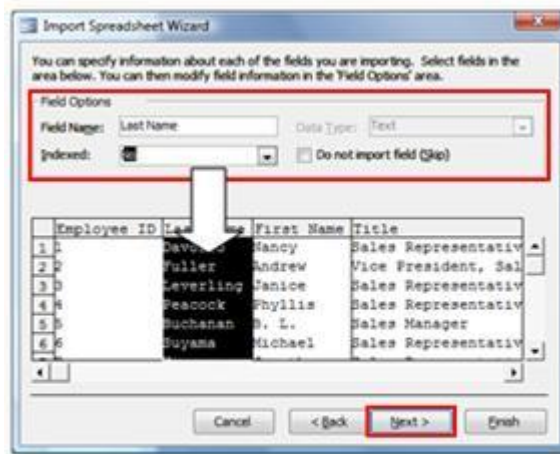 Import Spreadsheet Wizard
You can specify information about each of the fields you are importing. Select fields in the
area below. You can then modify field information in the 'Field Options' area.
Field Options
Field Name: Last Name Data Type: Text
Indexed: No Do not import field (Skip)
Employee ID First Name Title
1 1 Nancy Sales Representativ
2 2 Fuller Andrew Vice President, Sal
3 3 Leverling Janice Sales Representativ
4 4 Peacock Phyllis Sales Representativ
5 5 Buchanan B. L. Sales Manager
6 6 Suyama Michael Sales Representativ
Cancel < Back Next > Finish